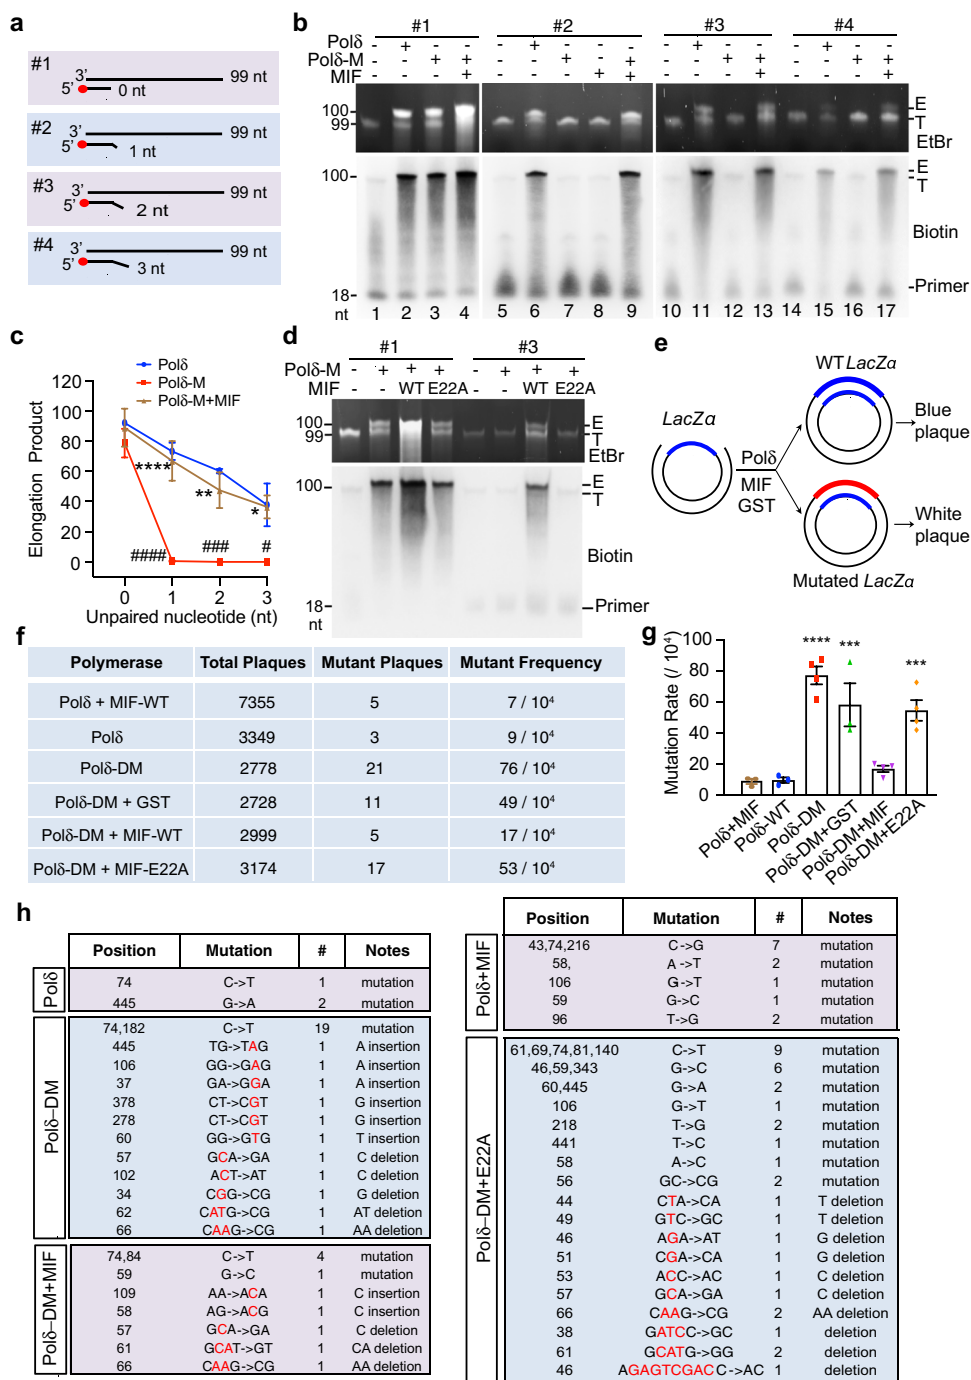 a
#1
3’
99 nt
5’
0 nt
#2
3’
99 nt
5’
1 nt
#3
3’
99 nt
5’
2 nt
#4
3’
99 nt
5’
3 nt
b
#1 #2 #3 #4
Polδ - + - - - + - - - - + - - - + - -
Polδ-M - - + + - - + - + - - + + - - + +
MIF - - - + - - - + + - - - + - - - +
100
99
E
T
EtBr
100
E
T
Biotin
Primer
18
nt
1 2 3 4 5 6 7 8 9 10 11 12 13 14 15 16 17
c
Polδ
Polδ-M
Polδ-M+MIF
Elongation Product
120
100
80
60
40
20
0
****
**
*
####
###
#
0 1 2 3
Unpaired nucleotide (nt)
d
#1 #3
Polδ-M - + + + - + + +
MIF - - WT E22A - - WT E22A
100
99
E
T
EtBr
100
E
T
Biotin
18
nt
Primer
e
LacZα
Polδ
MIF
GST
WT LacZα
Blue
plaque
White
plaque
Mutated LacZα
f
Polymerase Total Plaques Mutant Plaques Mutant Frequency
Polδ + MIF-WT 7355 5 7 / 10⁴
Polδ 3349 3 9 / 10⁴
Polδ-DM 2778 21 76 / 10⁴
Polδ-DM + GST 2728 11 49 / 10⁴
Polδ-DM + MIF-WT 2999 5 17 / 10⁴
Polδ-DM + MIF-E22A 3174 17 53 / 10⁴
g
Mutation Rate (/ 10⁴)
100
80
60
40
20
0
****
***
***
Polδ+MIF
Polδ-WT
Polδ-DM
Polδ-DM+GST
Polδ-DM+MIF
Polδ-DM+E22A
h
Position Mutation # Notes
Polδ
74 C->T 1 mutation
445 G->A 2 mutation
Polδ–DM
74,182 C->T 19 mutation
445 TG->TAG 1 A insertion
106 GG->GAG 1 A insertion
37 GA->GGA 1 A insertion
378 CT->CGT 1 G insertion
278 CT->CGT 1 G insertion
60 GG->GTG 1 T insertion
57 GCA->GA 1 C deletion
102 ACT->AT 1 C deletion
34 CGG->CG 1 G deletion
62 CATG->CG 1 AT deletion
66 CAAG->CG 1 AA deletion
Polδ–DM+MIF
74,84 C->T 4 mutation
59 G->C 1 mutation
109 AA->ACA 1 C insertion
58 AG->ACG 1 C insertion
57 GCA->GA 1 C deletion
61 GCAT->GT 1 CA deletion
66 CAAG->CG 1 AA deletion
Position Mutation # Notes
Polδ+MIF
43,74,216 C->G 7 mutation
58, A->T 2 mutation
106 G->T 1 mutation
59 G->C 1 mutation
96 T->G 2 mutation
Polδ–DM+E22A
61,69,74,81,140 C->T 9 mutation
46,59,343 G->C 6 mutation
60,445 G->A 2 mutation
106 G->T 1 mutation
218 T->G 2 mutation
441 T->C 1 mutation
58 A->C 1 mutation
56 GC->CG 2 mutation
44 CTA->CA 1 T deletion
49 GTC->GC 1 T deletion
46 AGA->AT 1 G deletion
51 CGA->CA 1 G deletion
53 ACC->AC 1 C deletion
57 GCA->GA 1 C deletion
66 CAAG->CG 2 AA deletion
38 GATCC->GC 1 deletion
61 GCATG->GG 2 deletion
46 AGAGTCGACC->AC 1 deletion